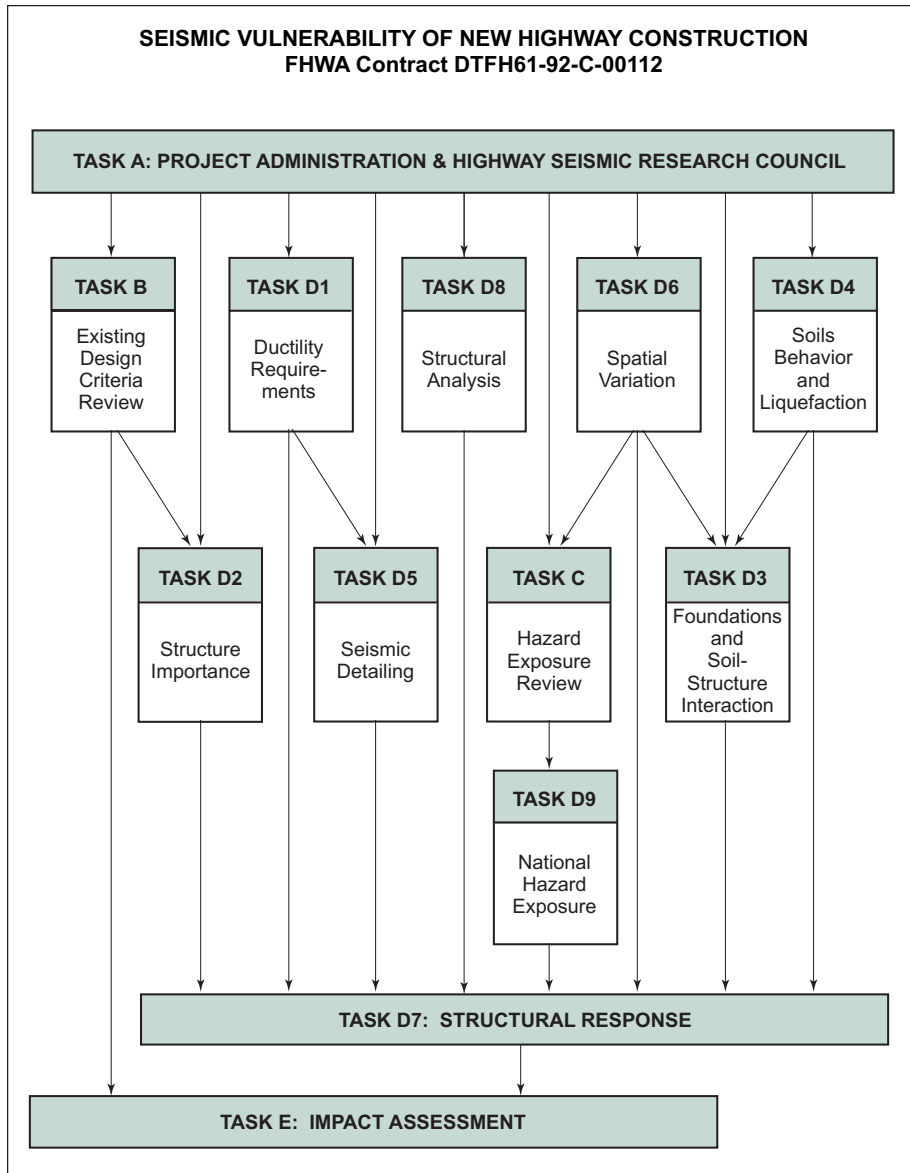 SEISMIC VULNERABILITY OF NEW HIGHWAY CONSTRUCTION
FHWA Contract DTFH61-92-C-00112
TASK A: PROJECT ADMINISTRATION & HIGHWAY SEISMIC RESEARCH COUNCIL
TASK B
Existing
Design
Criteria
Review
TASK D1
Ductility
Require-
ments
TASK D8
Structural
Analysis
TASK D6
Spatial
Variation
TASK D4
Soils
Behavior
and
Liquefaction
TASK D2
Structure
Importance
TASK D5
Seismic
Detailing
TASK C
Hazard
Exposure
Review
TASK D3
Foundations
and
Soil-
Structure
Interaction
TASK D9
National
Hazard
Exposure
TASK D7: STRUCTURAL RESPONSE
TASK E: IMPACT ASSESSMENT